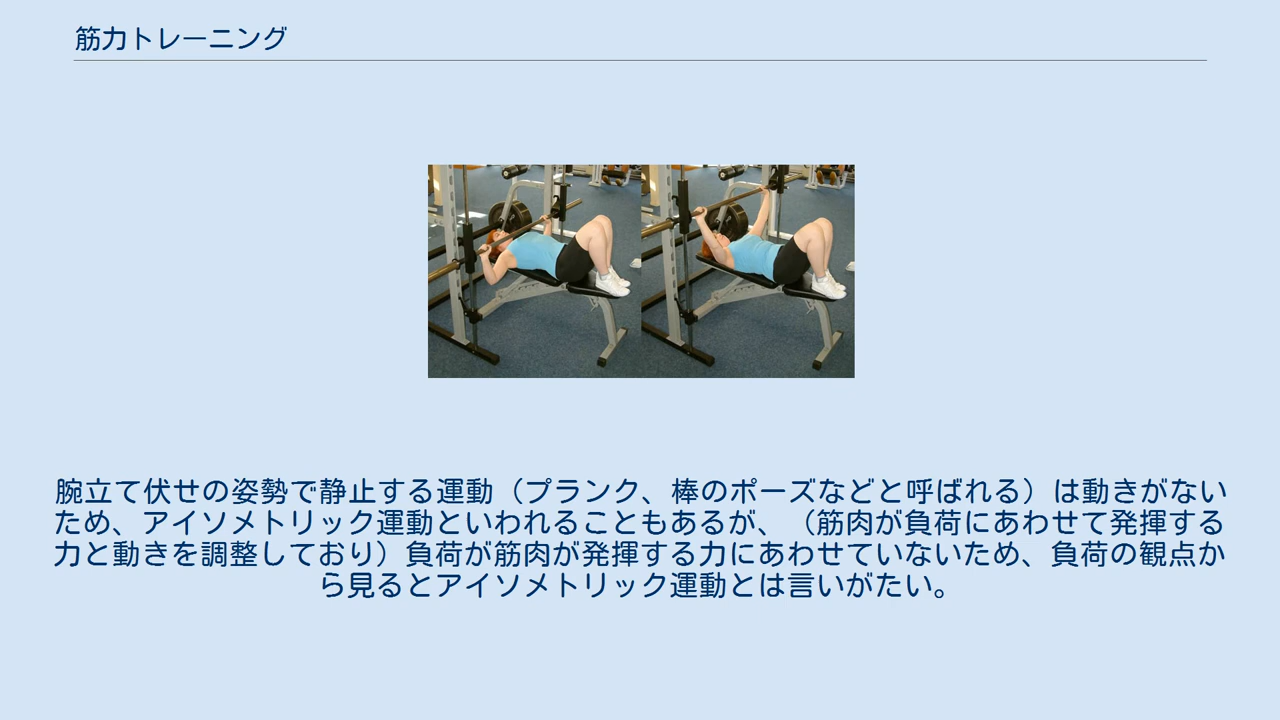 筋力トレーニング
腕立て伏せの姿勢で静止する運動（プランク、棒のポーズなどと呼ばれる）は動きがない
ため、アイソメトリック運動といわれることもあるが、（筋肉が負荷にあわせて発揮する
力と動きを調整しており）負荷が筋肉が発揮する力にあわせていないため、負荷の観点か
ら見るとアイソメトリック運動とは言いがたい。